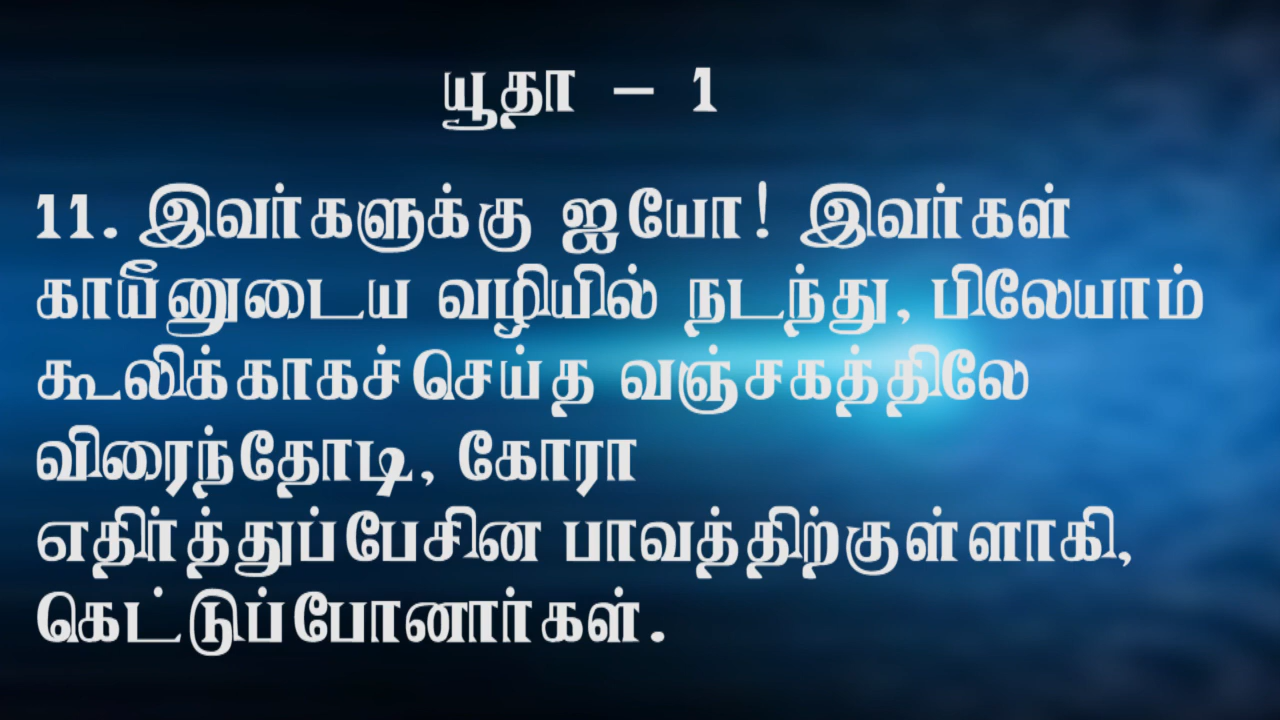 யூதா – 1
11. இவர்களுக்கு ஐயோ! இவர்கள்
காயீனுடைய வழியில் நடந்து, பிலேயாம்
கூலிக்காகச்செய்த வஞ்சகத்திலே
விரைந்தோடி, கோரா
எதிர்த்துப்பேசின பாவத்திற்குள்ளாகி,
கெட்டுப்போனார்கள்.